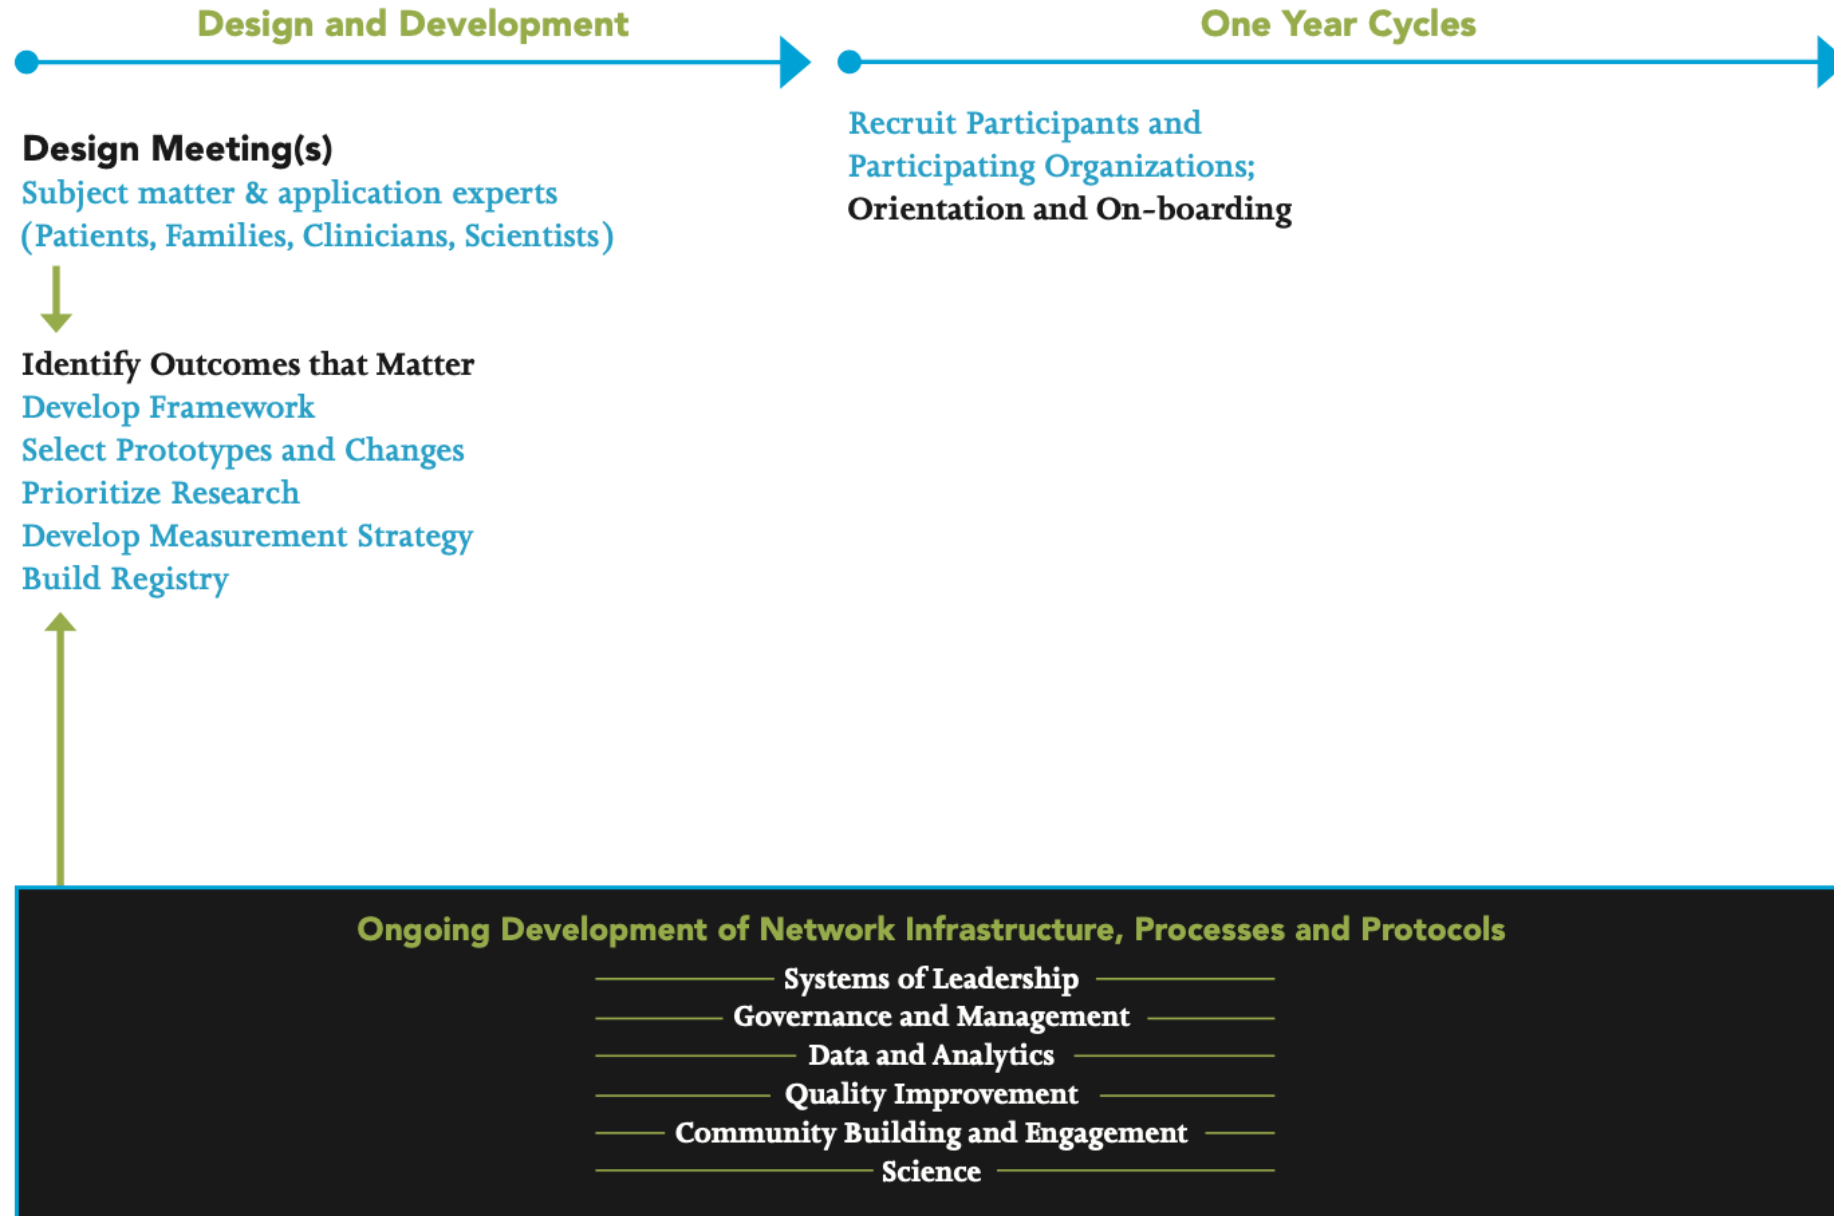 Design and Development
One Year Cycles
Design Meeting(s)
Subject matter & application experts
(Patients, Families, Clinicians, Scientists)
Identify Outcomes that Matter
Develop Framework
Select Prototypes and Changes
Prioritize Research
Develop Measurement Strategy
Build Registry
Recruit Participants and
Participating Organizations;
Orientation and On-boarding
Ongoing Development of Network Infrastructure, Processes and Protocols
Systems of Leadership
Governance and Management
Data and Analytics
Quality Improvement
Community Building and Engagement
Science